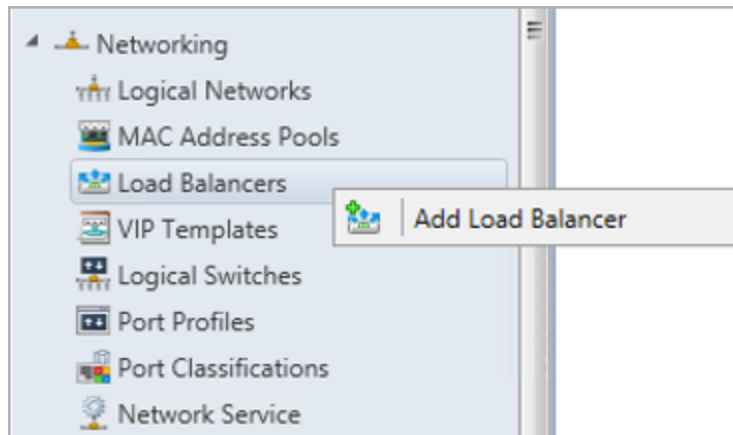 Networking
Logical Networks
MAC Address Pools
Load Balancers
Add Load Balancer
VIP Templates
Logical Switches
Port Profiles
Port Classifications
Network Service